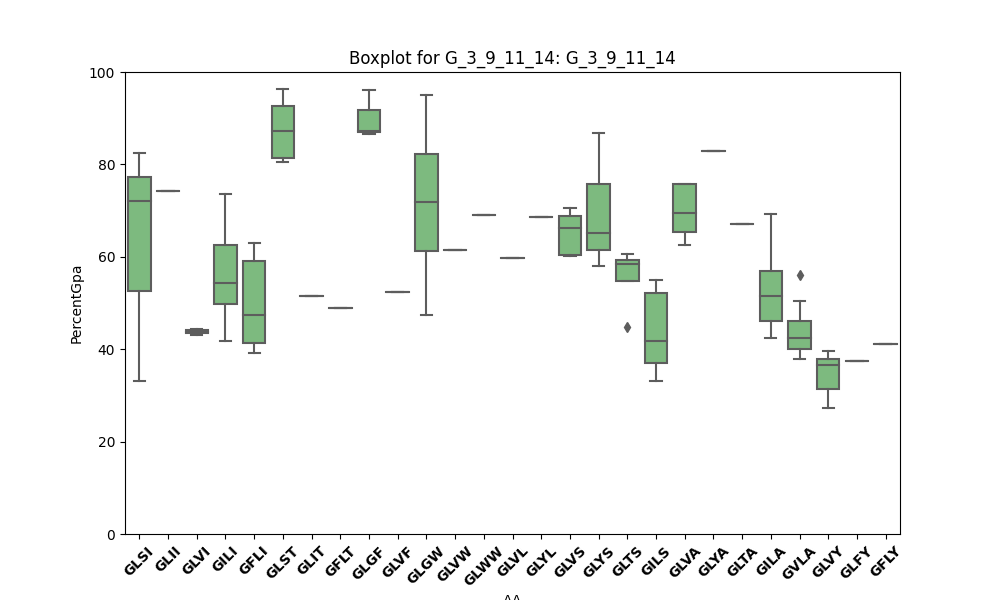 Boxplot for G_3_9_11_14: G_3_9_11_14
100
80
60
40
20
0
PercentGpa
GLSI
GLII
GLVI
GILI
GFLI
GLST
GLIT
GFLT
GLGF
GLVF
GLGW
GLVW
GLWW
GLVL
GLYL
GLVS
GLYS
GLTS
GILS
GLVA
GLYA
GLTA
GILA
GVLA
GLVY
GLFY
GFLY
AA